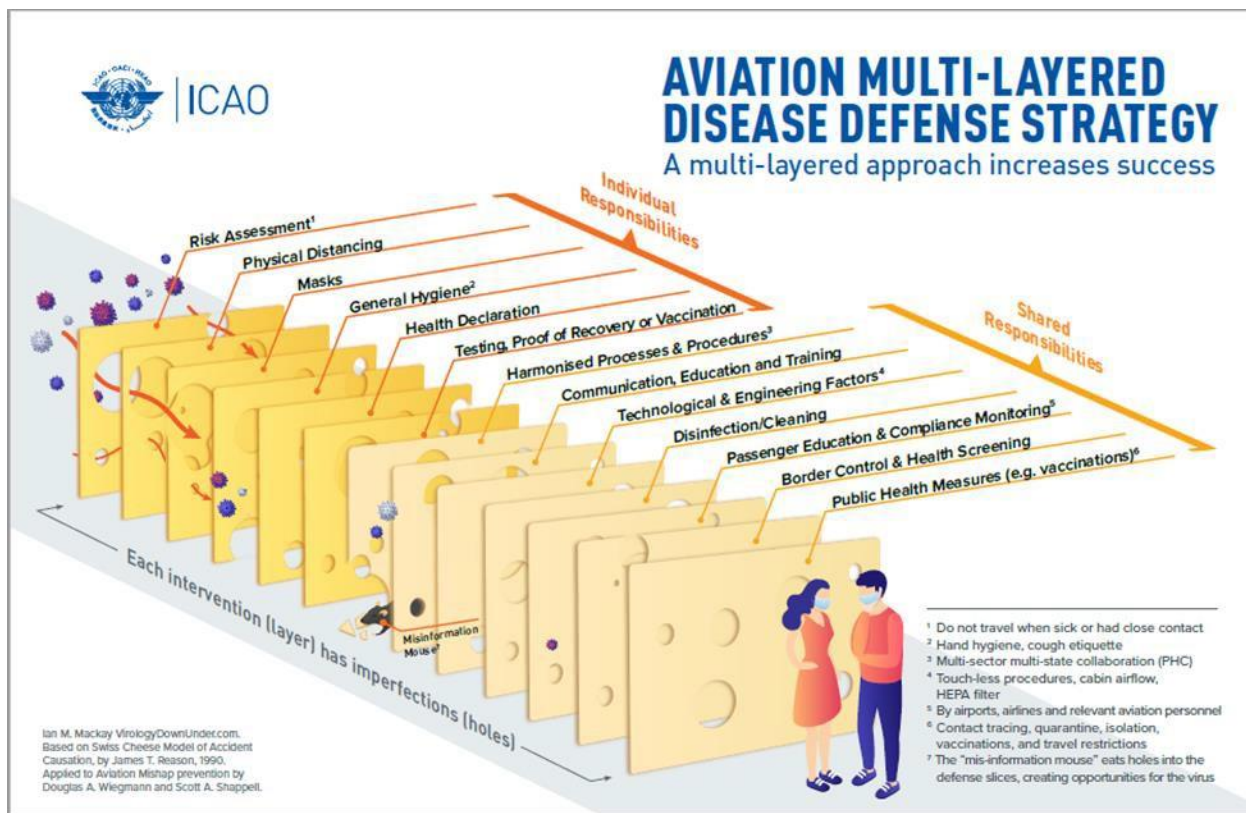 ICAO · OACI · ИКАО
ICAO
AVIATION MULTI-LAYERED
DISEASE DEFENSE STRATEGY
A multi-layered approach increases success
Individual
Responsibilities
Risk Assessment¹
Physical Distancing
Masks
General Hygiene²
Health Declaration
Testing, Proof of Recovery or Vaccination
Shared
Responsibilities
Harmonised Processes & Procedures³
Communication, Education and Training
Technological & Engineering Factors⁴
Disinfection/Cleaning
Passenger Education & Compliance Monitoring⁵
Border Control & Health Screening
Public Health Measures (e.g. vaccinations)⁶
Each intervention (layer) has imperfections (holes)
Misinformation
Mouse⁷
¹ Do not travel when sick or had close contact
² Hand hygiene, cough etiquette
³ Multi-sector multi-state collaboration (PHC)
⁴ Touch-less procedures, cabin airflow,
HEPA filter
⁵ By airports, airlines and relevant aviation personnel
⁶ Contact tracing, quarantine, isolation,
vaccinations, and travel restrictions
⁷ The "mis-information mouse" eats holes into the
defense slices, creating opportunities for the virus
Ian M. Mackay VirologyDownUnder.com.
Based on Swiss Cheese Model of Accident
Causation, by James T. Reason, 1990.
Applied to Aviation Mishap prevention by
Douglas A. Wiegmann and Scott A. Shappell.